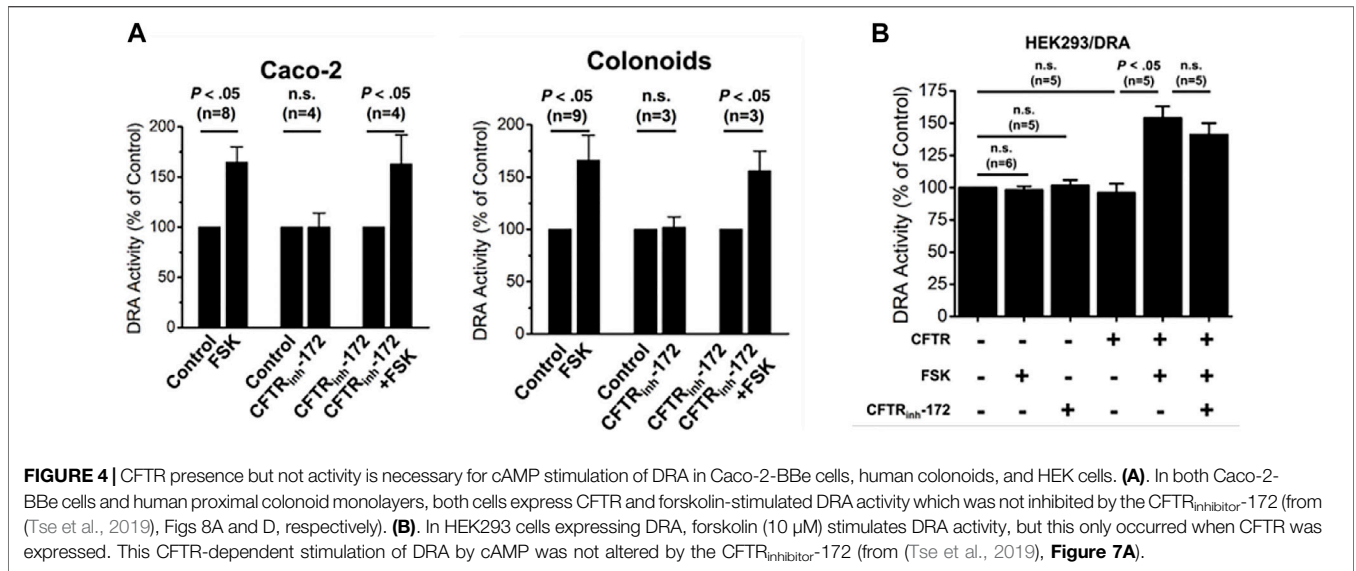 A
Caco-2
P < .05
(n=8)
n.s.
(n=4)
P < .05
(n=4)
DRA Activity (% of Control)
200
150
100
50
0
Control
FSK
Control
CFTRinh-172
CFTRinh-172
CFTRinh-172
+FSK
Colonoids
P < .05
(n=9)
n.s.
(n=3)
P < .05
(n=3)
DRA Activity (% of Control)
200
150
100
50
0
Control
FSK
Control
CFTRinh-172
CFTRinh-172
CFTRinh-172
+FSK
B
HEK293/DRA
n.s.
(n=5)
P < .05
(n=5)
n.s.
(n=5)
n.s.
(n=5)
n.s.
(n=6)
DRA Activity (% of Control)
175
150
125
100
75
50
25
0
CFTR - - - + + +
FSK - + - - + +
CFTRinh-172 - - + - - +
FIGURE 4 | CFTR presence but not activity is necessary for cAMP stimulation of DRA in Caco-2-BBe cells, human colonoids, and HEK cells. (A). In both Caco-2-
BBe cells and human proximal colonoid monolayers, both cells express CFTR and forskolin-stimulated DRA activity which was not inhibited by the CFTRinhibitor-172 (from
(Tse et al., 2019), Figs 8A and D, respectively). (B). In HEK293 cells expressing DRA, forskolin (10 µM) stimulates DRA activity, but this only occurred when CFTR was
expressed. This CFTR-dependent stimulation of DRA by cAMP was not altered by the CFTRinhibitor-172 (from (Tse et al., 2019), Figure 7A).